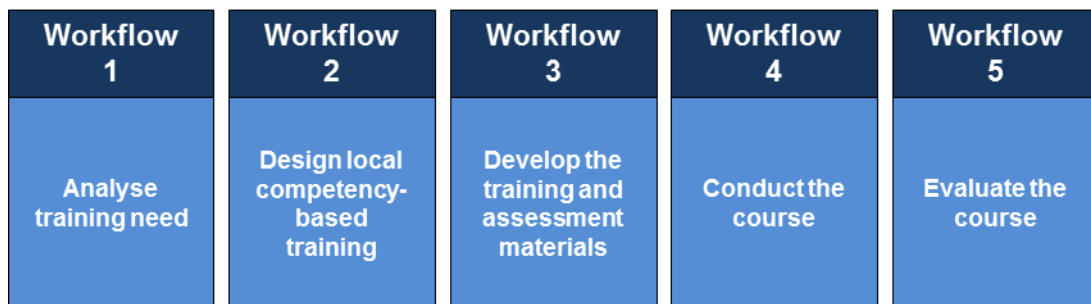 Workflow
1
Analyse
training need
Workflow
2
Design local
competency-
based
training
Workflow
3
Develop the
training and
assessment
materials
Workflow
4
Conduct the
course
Workflow
5
Evaluate the
course